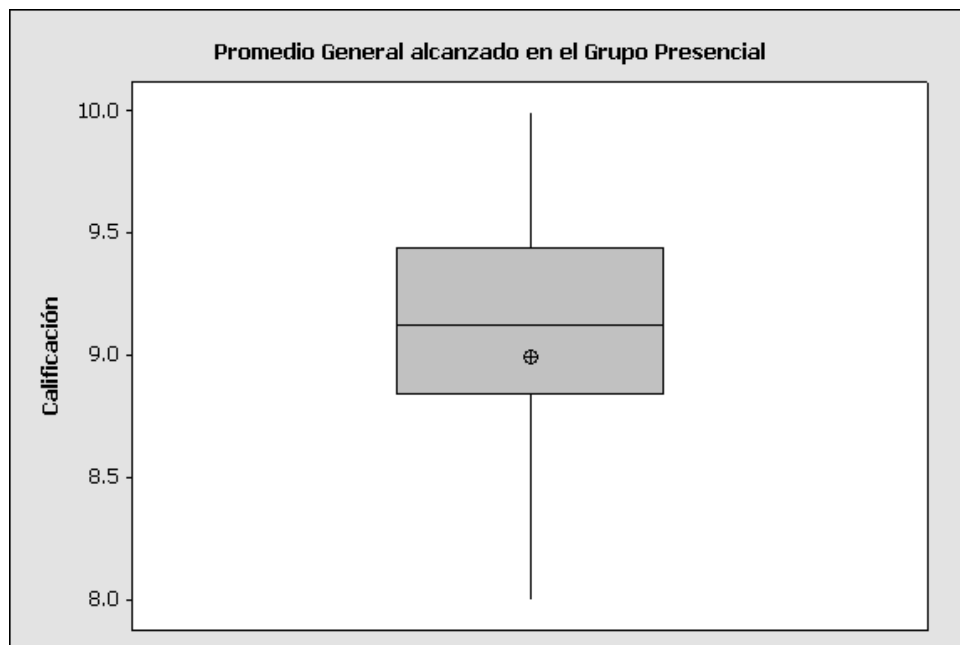 Promedio General alcanzado en el Grupo Presencial
10.0
9.5
9.0
8.5
8.0
Calificación